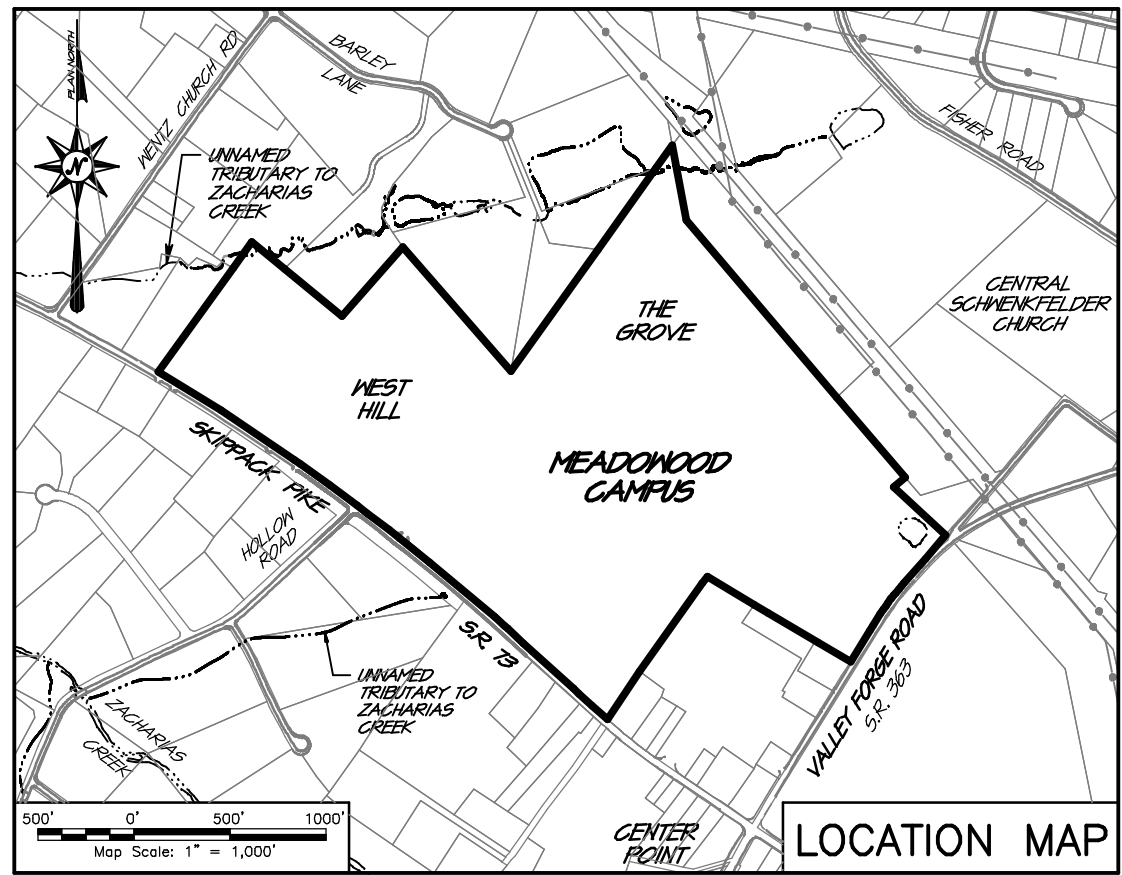 PLAN NORTH
N
WENTZ CHURCH RD
BARLEY
LANE
FISHER ROAD
UNNAMED
TRIBUTARY TO
ZACHARIAS
CREEK
CENTRAL
SCHWENKFELDER
CHURCH
THE
GROVE
WEST
HILL
MEADOWOOD
CAMPUS
SKIPPACK PIKE
HOLLOW
ROAD
S.R. 73
UNNAMED
TRIBUTARY TO
ZACHARIAS
CREEK
ZACHARIAS
CREEK
VALLEY FORGE ROAD
S.R. 363
CENTER
POINT
500' 0' 500' 1000'
Map Scale: 1" = 1,000'
LOCATION MAP